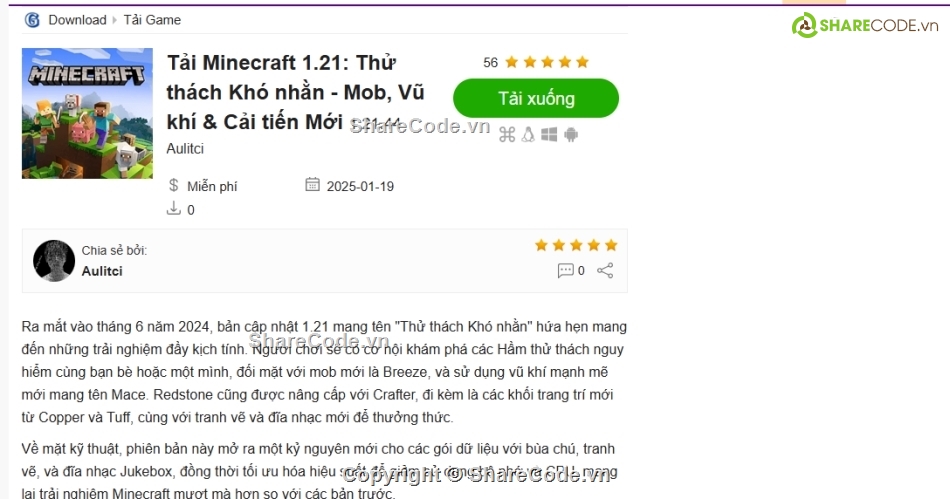 Download Tải Game
SHARECODE.vn
MINECRAFT
Tải Minecraft 1.21: Thử
thách Khó nhằn - Mob, Vũ
khí & Cải tiến Mới
Aulitci
56
Tải xuống
ShareCode.vn
$ Miễn phí
2025-01-19
0
Chia sẻ bởi:
Aulitci
0
Ra mắt vào tháng 6 năm 2024, bản cập nhật 1.21 mang tên "Thử thách Khó nhằn" hứa hẹn mang
đến những trải nghiệm đầy kịch tính. Người chơi sẽ có cơ hội khám phá các Hầm thử thách nguy
ShareCode.vn
hiểm cùng bạn bè hoặc một mình, đối mặt với mob mới là Breeze, và sử dụng vũ khí mạnh mẽ
mới mang tên Mace. Redstone cũng được nâng cấp với Crafter, đi kèm là các khối trang trí mới
từ Copper và Tuff, cùng với tranh vẽ và đĩa nhạc mới để thưởng thức.
Về mặt kỹ thuật, phiên bản này mở ra một kỷ nguyên mới cho các gói dữ liệu với bùa chú, tranh
vẽ, và đĩa nhạc Jukebox, đồng thời tối ưu hóa hiệu suất để giảm mang
Copyright © ShareCode.vn
lại trải nghiệm Minecraft mượt mà hơn so với các bản trước.